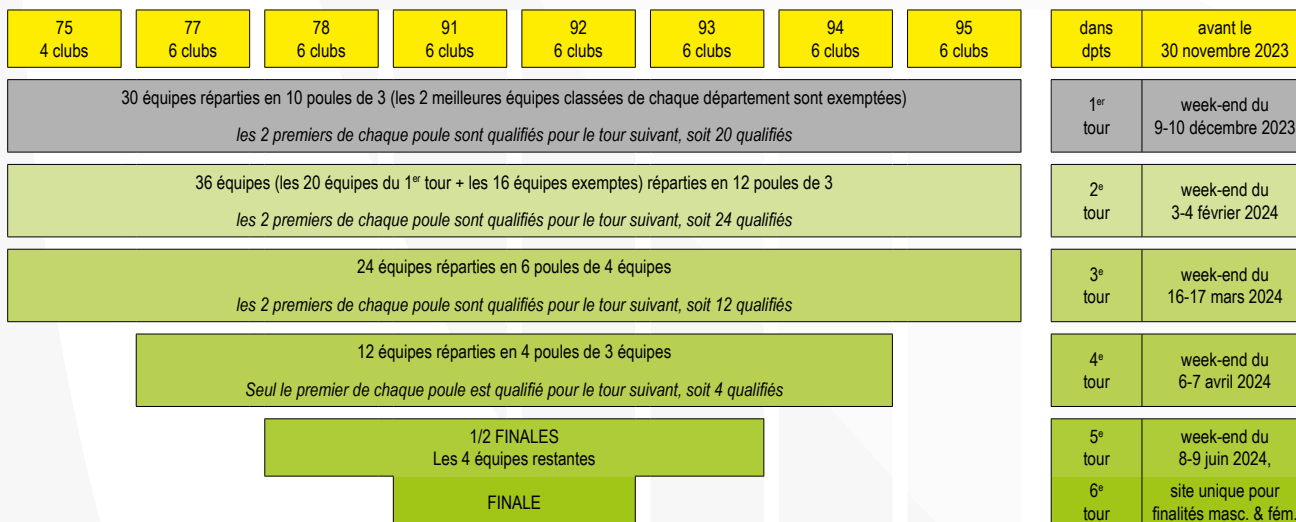 75
4 clubs
77
6 clubs
78
6 clubs
91
6 clubs
92
6 clubs
93
6 clubs
94
6 clubs
95
6 clubs
dans
dpts
avant le
30 novembre 2023
30 équipes réparties en 10 poules de 3 (les 2 meilleures équipes classées de chaque département sont exemptées)
les 2 premiers de chaque poule sont qualifiés pour le tour suivant, soit 20 qualifiés
1er
tour
week-end du
9-10 décembre 2023
36 équipes (les 20 équipes du 1er tour + les 16 équipes exemptes) réparties en 12 poules de 3
les 2 premiers de chaque poule sont qualifiés pour le tour suivant, soit 24 qualifiés
2e
tour
week-end du
3-4 février 2024
24 équipes réparties en 6 poules de 4 équipes
les 2 premiers de chaque poule sont qualifiés pour le tour suivant, soit 12 qualifiés
3e
tour
week-end du
16-17 mars 2024
12 équipes réparties en 4 poules de 3 équipes
Seul le premier de chaque poule est qualifié pour le tour suivant, soit 4 qualifiés
4e
tour
week-end du
6-7 avril 2024
1/2 FINALES
Les 4 équipes restantes
5e
tour
week-end du
8-9 juin 2024,
FINALE
6e
tour
site unique pour
finalités masc. & fém.